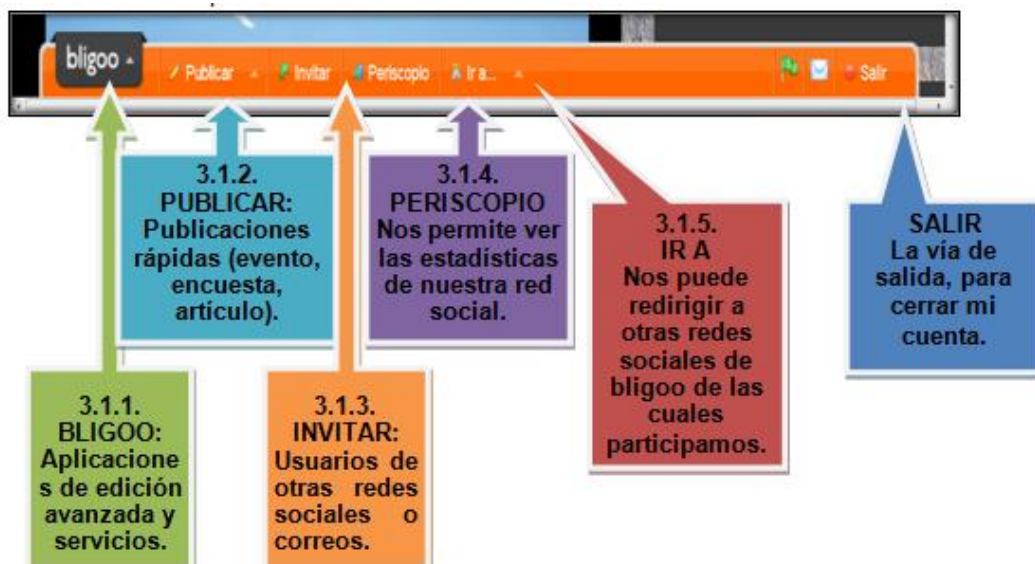 bligoo
Publicar
Invitar
Periscopio
Ir a...
Salir
3.1.2.
PUBLICAR:
Publicaciones
rápidas (evento,
encuesta,
artículo).
3.1.4.
PERISCOPIO
Nos permite ver
las estadísticas
de nuestra red
social.
3.1.5.
IR A
Nos puede
redirigir a
otras redes
sociales de
bligoo de las
cuales
participamos.
SALIR
La vía de
salida, para
cerrar mi
cuenta.
3.1.1.
BLIGOO:
Aplicacione
s de edición
avanzada y
servicios.
3.1.3.
INVITAR:
Usuarios de
otras redes
sociales o
correos.